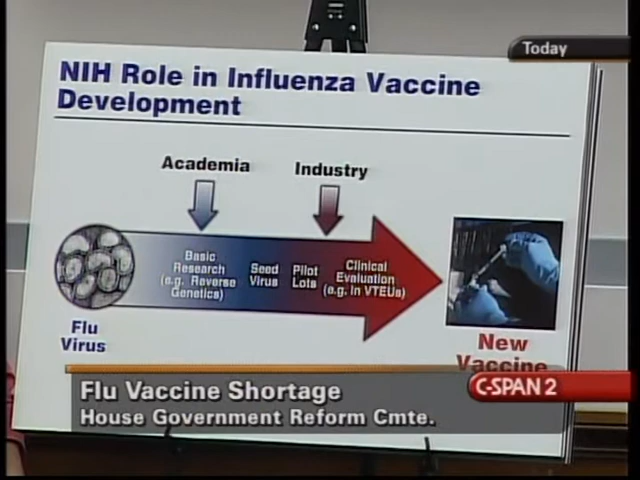 Today
NIH Role in Influenza Vaccine
Development
Academia
Industry
Basic
Research
(e.g. Reverse
Genetics)
Seed
Virus
Pilot
Lots
Clinical
Evaluation
(e.g. in VTEUs)
Flu
Virus
New
Vaccine
Flu Vaccine Shortage
House Government Reform Cmte.
C-SPAN 2